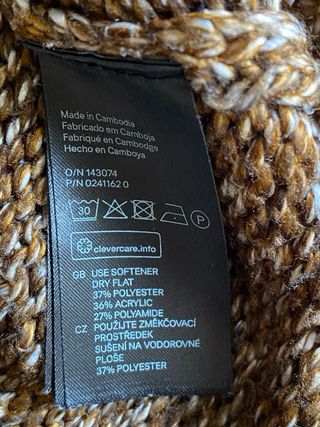 Made in Cambodia
Fabricado em Camboja
Fabriqué en Cambodge
Hecho en Camboya
O/N 143074
P/N 0241162 0
30
P
clevercare.info
GB USE SOFTENER
DRY FLAT
37% POLYESTER
36% ACRYLIC
27% POLYAMIDE
CZ POUŽIJTE ZMĚKČOVACÍ
PROSTŘEDEK
SUŠENÍ NA VODOROVNÉ
PLOŠE
37% POLYESTER